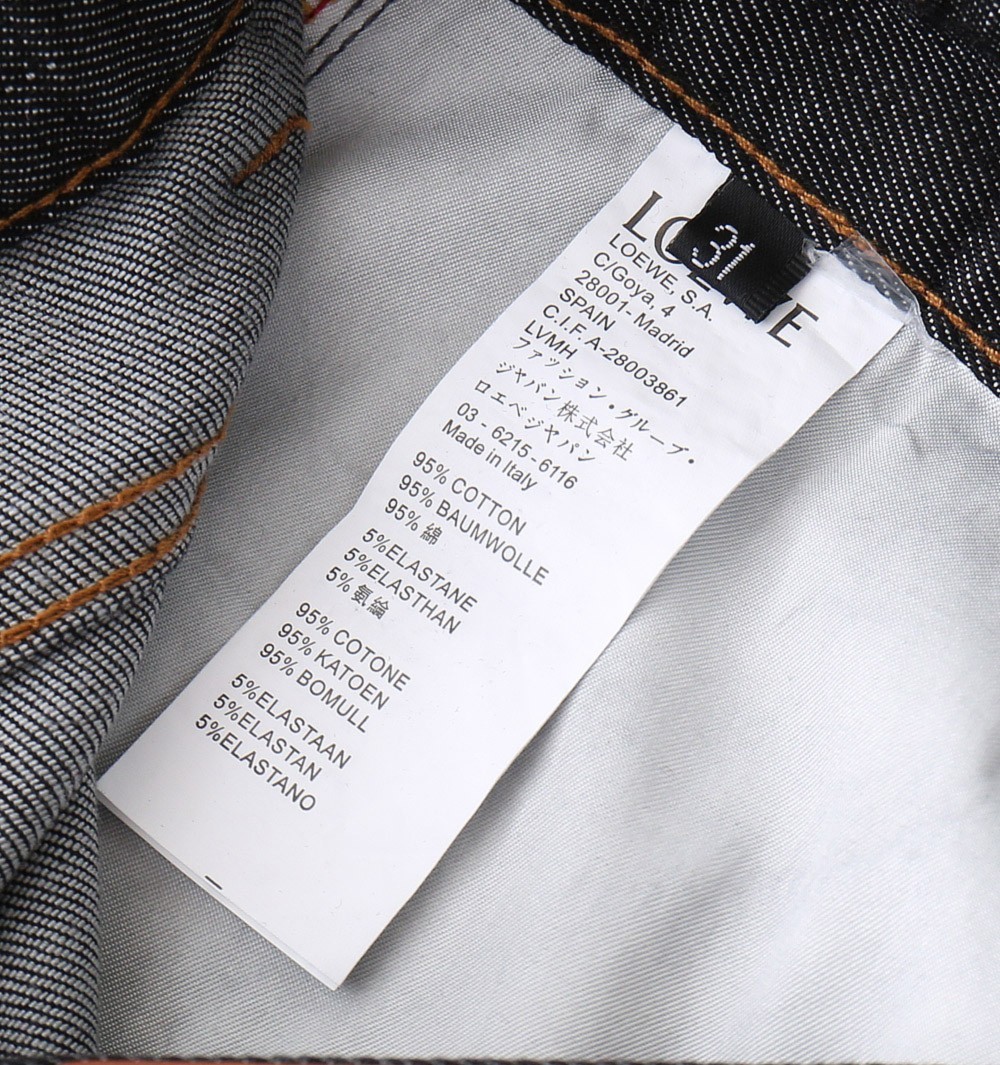 LOEWE
31
LOEWE, S.A.
C/Goya, 4
28001- Madrid
SPAIN
C.I.F. A-28003861
LVMH
ファッション・グループ・
ジャパン株式会社
ロエベジャパン
03 - 6215 - 6116
Made in Italy
95% COTTON
95% BAUMWOLLE
95% 綿
5%ELASTANE
5%ELASTHAN
5% 氨綸
95% COTONE
95% KATOEN
95% BOMULL
5%ELASTAAN
5%ELASTAN
5%ELASTANO